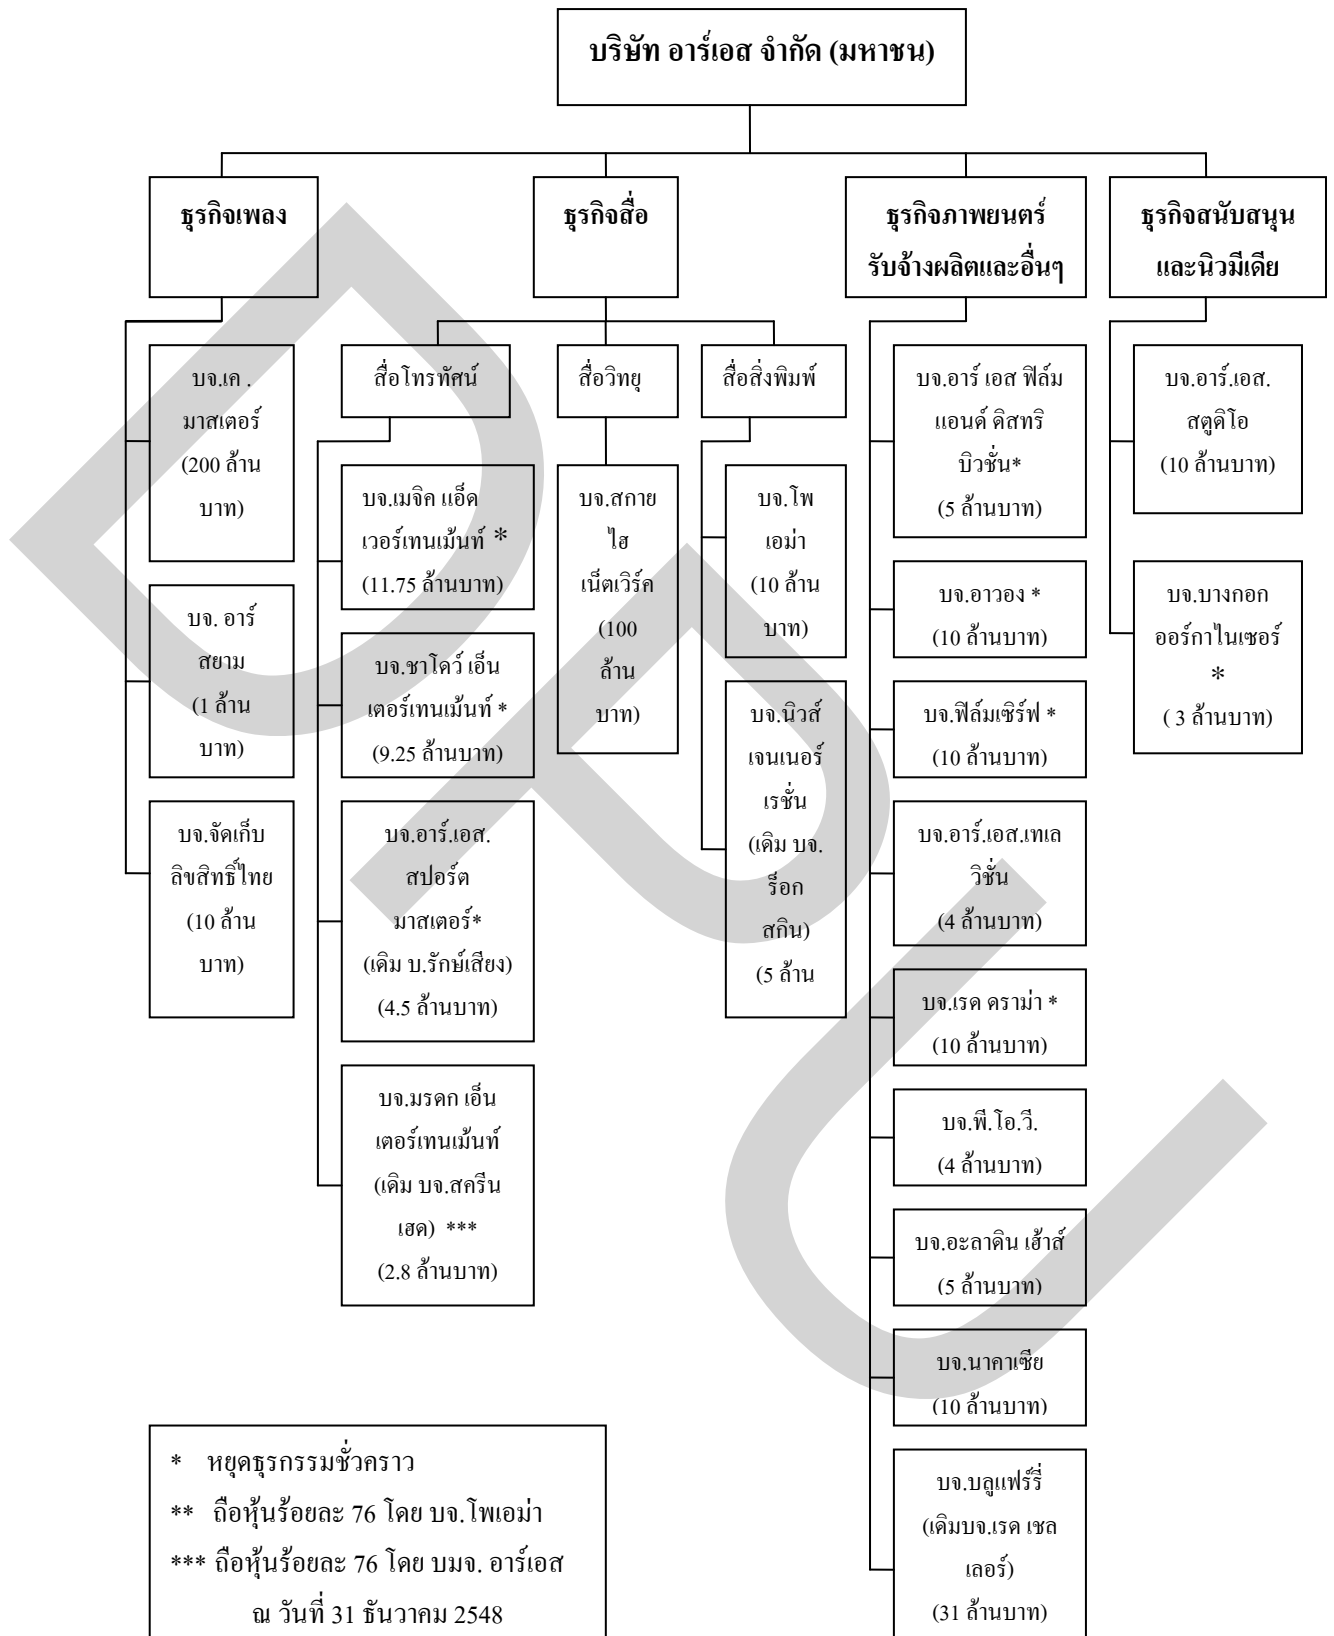 บริษัท อาร์เอส จำกัด (มหาชน)
ธุรกิจเพลง
ธุรกิจสื่อ
ธุรกิจภาพยนตร์
รับจ้างผลิตและอื่นๆ
ธุรกิจสนับสนุน
และนิวมีเดีย
บจ.เค .
มาสเตอร์
(200 ล้าน
บาท)
บจ. อาร์
สยาม
(1 ล้าน
บาท)
บจ.จัดเก็บ
ลิขสิทธิ์ไทย
(10 ล้าน
บาท)
สื่อโทรทัศน์
บจ.เมจิค แอ็ด
เวอร์เทนเม้นท์ *
(11.75 ล้านบาท)
บจ.ชาโดว์ เอ็น
เตอร์เทนเม้นท์ *
(9.25 ล้านบาท)
บจ.อาร์.เอส.
สปอร์ต
มาสเตอร์*
(เดิม บ.รักษ์เสียง)
(4.5 ล้านบาท)
บจ.มรดก เอ็น
เตอร์เทนเม้นท์
(เดิม บจ.สครีน
เฮด) ***
(2.8 ล้านบาท)
สื่อวิทยุ
บจ.สกาย
ไฮ
เน็ตเวิร์ค
(100
ล้าน
บาท)
สื่อสิ่งพิมพ์
บจ.โพ
เอม่า
(10 ล้าน
บาท)
บจ.นิวส์
เจนเนอร์
เรชั่น
(เดิม บจ.
ร็อก
สกิน)
(5 ล้าน
บจ.อาร์ เอส ฟิล์ม
แอนด์ ดิสทริ
บิวชั่น*
(5 ล้านบาท)
บจ.อาวอง *
(10 ล้านบาท)
บจ.ฟิล์มเซิร์ฟ *
(10 ล้านบาท)
บจ.อาร์.เอส.เทเล
วิชั่น
(4 ล้านบาท)
บจ.เรด ดราม่า *
(10 ล้านบาท)
บจ.พี.โอ.วี.
(4 ล้านบาท)
บจ.อะลาดิน เฮ้าส์
(5 ล้านบาท)
บจ.นาคาเซีย
(10 ล้านบาท)
บจ.บลูแฟร์รี่
(เดิมบจ.เรด เชล
เลอร์)
(31 ล้านบาท)
บจ.อาร์.เอส.
สตูดิโอ
(10 ล้านบาท)
บจ.บางกอก
ออร์กาไนเซอร์
*
( 3 ล้านบาท)
* หยุดธุรกรรมชั่วคราว
** ถือหุ้นร้อยละ 76 โดย บจ.โพเอม่า
*** ถือหุ้นร้อยละ 76 โดย บมจ. อาร์เอส
ณ วันที่ 31 ธันวาคม 2548
DPU